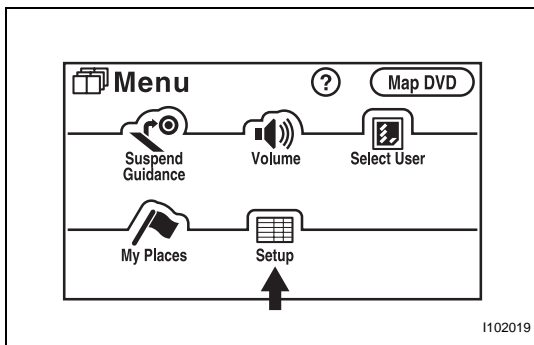 Menu ? Map DVD
Suspend Guidance
Volume
Select User
My Places
Setup
I102019